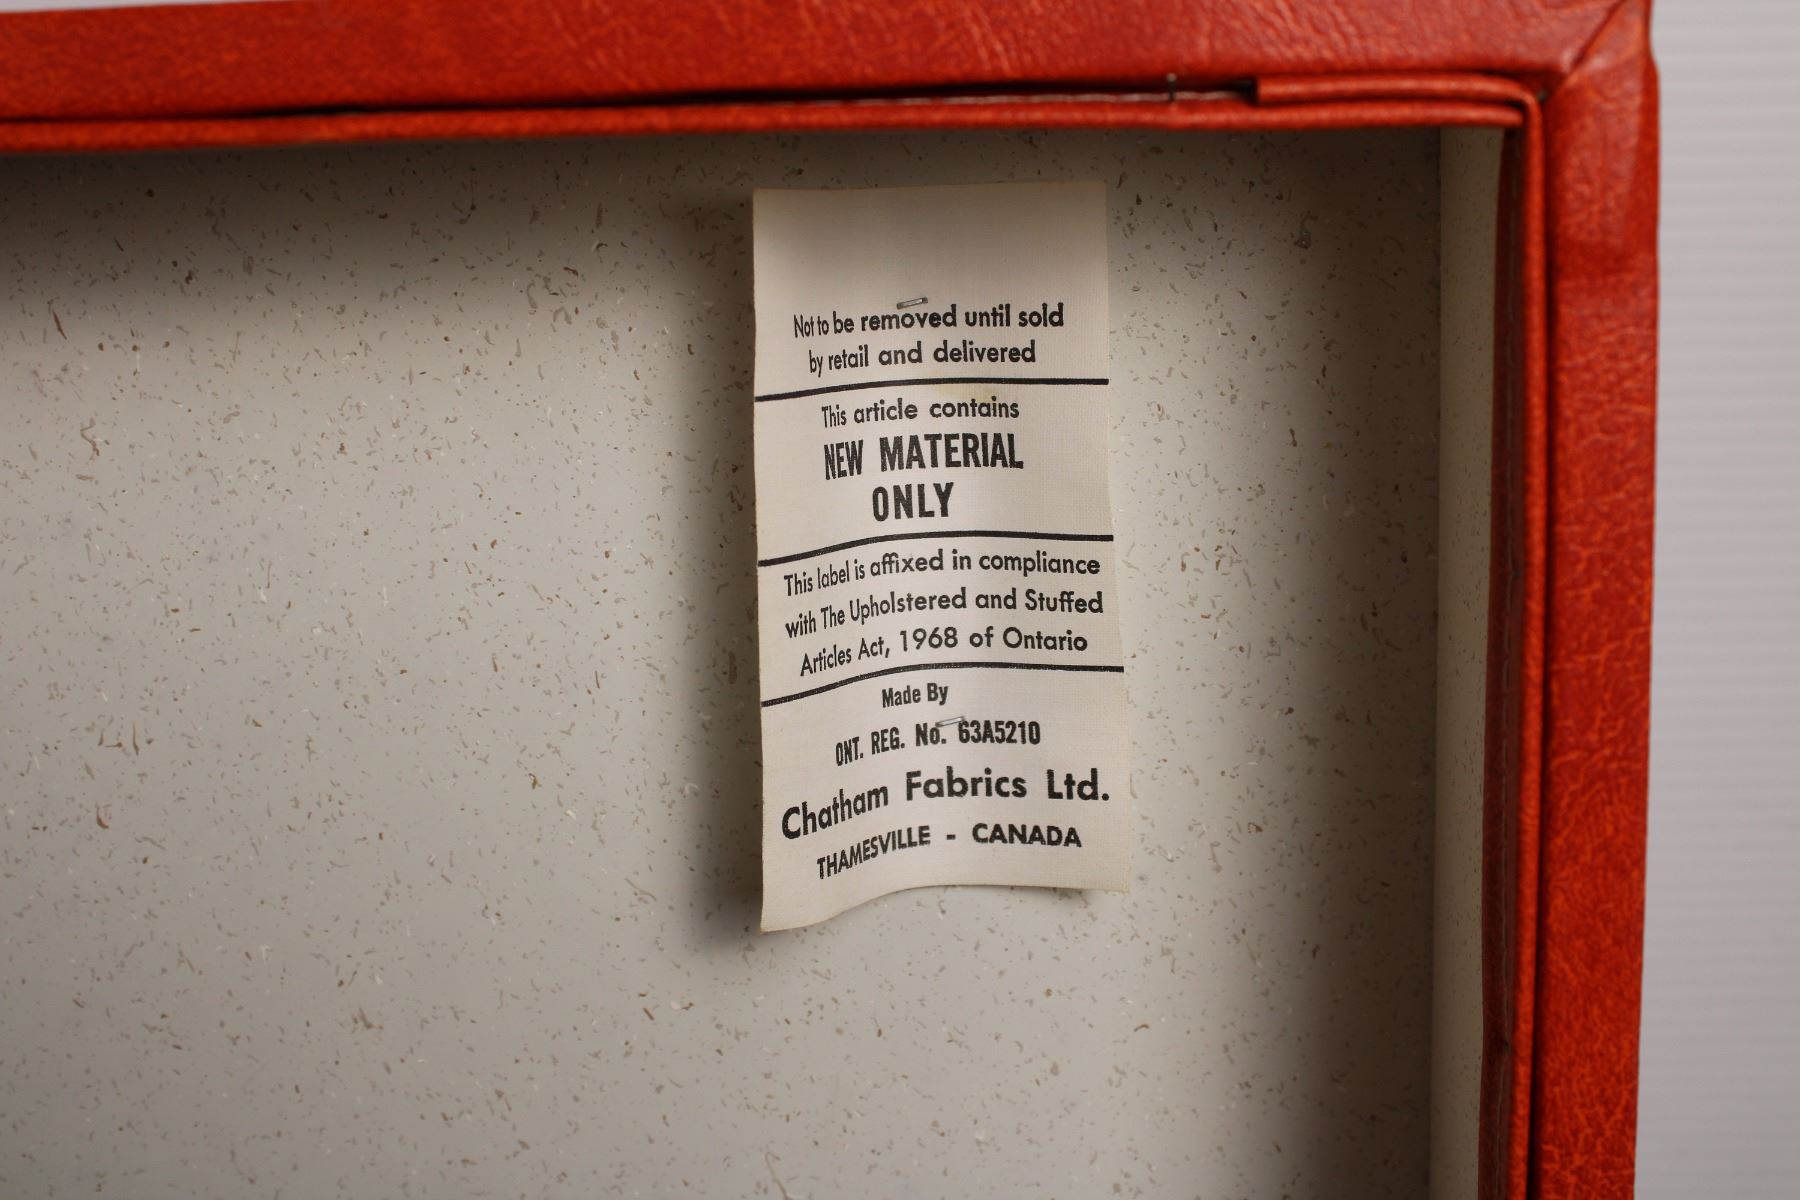 Not to be removed until sold
by retail and delivered
This article contains
NEW MATERIAL
ONLY
This label is affixed in compliance
with The Upholstered and Stuffed
Articles Act, 1968 of Ontario
Made By
ONT. REG. No. 63A5210
Chatham Fabrics Ltd.
THAMESVILLE - CANADA